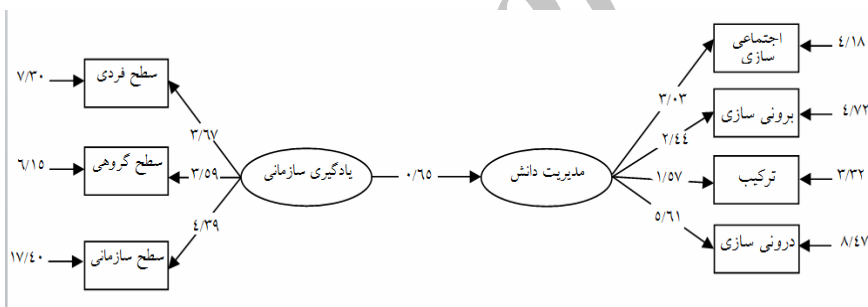 اجتماعی
سازی
۴/۱۸
۳/۰۳
برونی سازی
۴/۷۲
۲/۴۴
ترکیب
۳/۳۲
۱/۵۷
درونی سازی
۸/۴۷
۵/۶۱
مدیریت دانش
۰/۶۵
یادگیری سازمانی
سطح فردی
۷/۳۰
۳/۶۷
سطح گروهی
۶/۱۵
۳/۵۹
سطح سازمانی
۱۷/۴۰
۴/۳۹